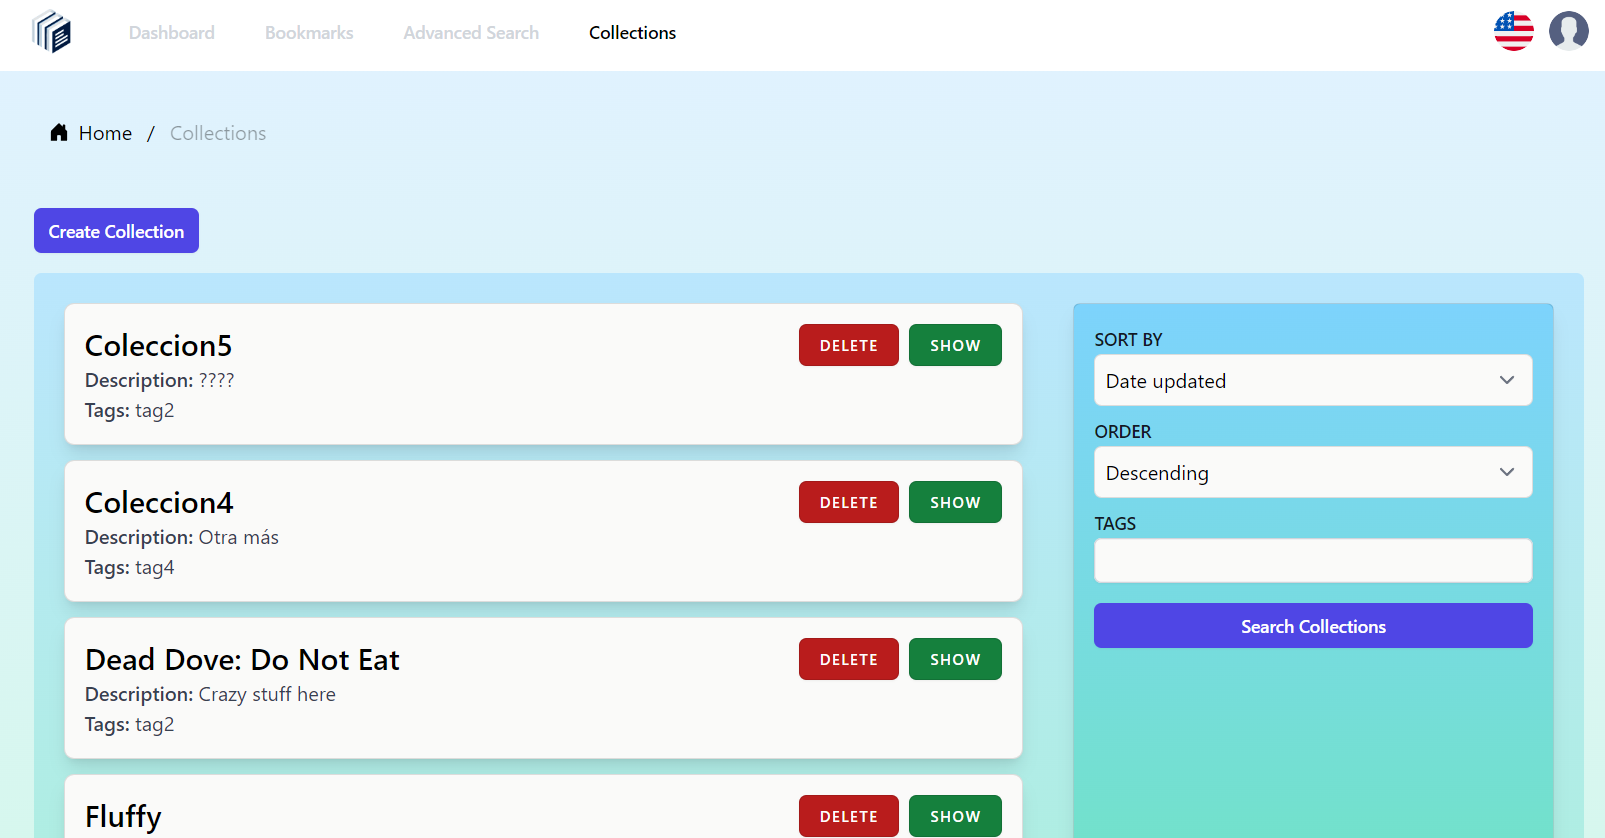 Dashboard Bookmarks Advanced Search Collections
Home / Collections
Create Collection
Coleccion5 DELETE SHOW
Description: ????
Tags: tag2
Coleccion4 DELETE SHOW
Description: Otra más
Tags: tag4
Dead Dove: Do Not Eat DELETE SHOW
Description: Crazy stuff here
Tags: tag2
Fluffy DELETE SHOW
SORT BY
Date updated
ORDER
Descending
TAGS
Search Collections